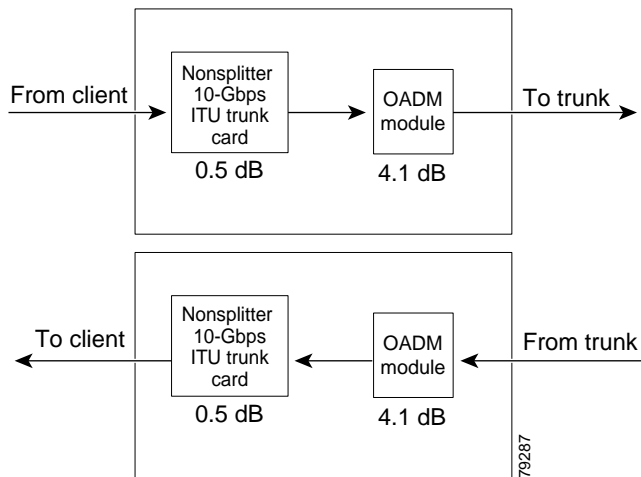 From client
Nonsplitter
10-Gbps
ITU trunk
card
0.5 dB
OADM
module
4.1 dB
To trunk
To client
Nonsplitter
10-Gbps
ITU trunk
card
0.5 dB
OADM
module
4.1 dB
From trunk
79287